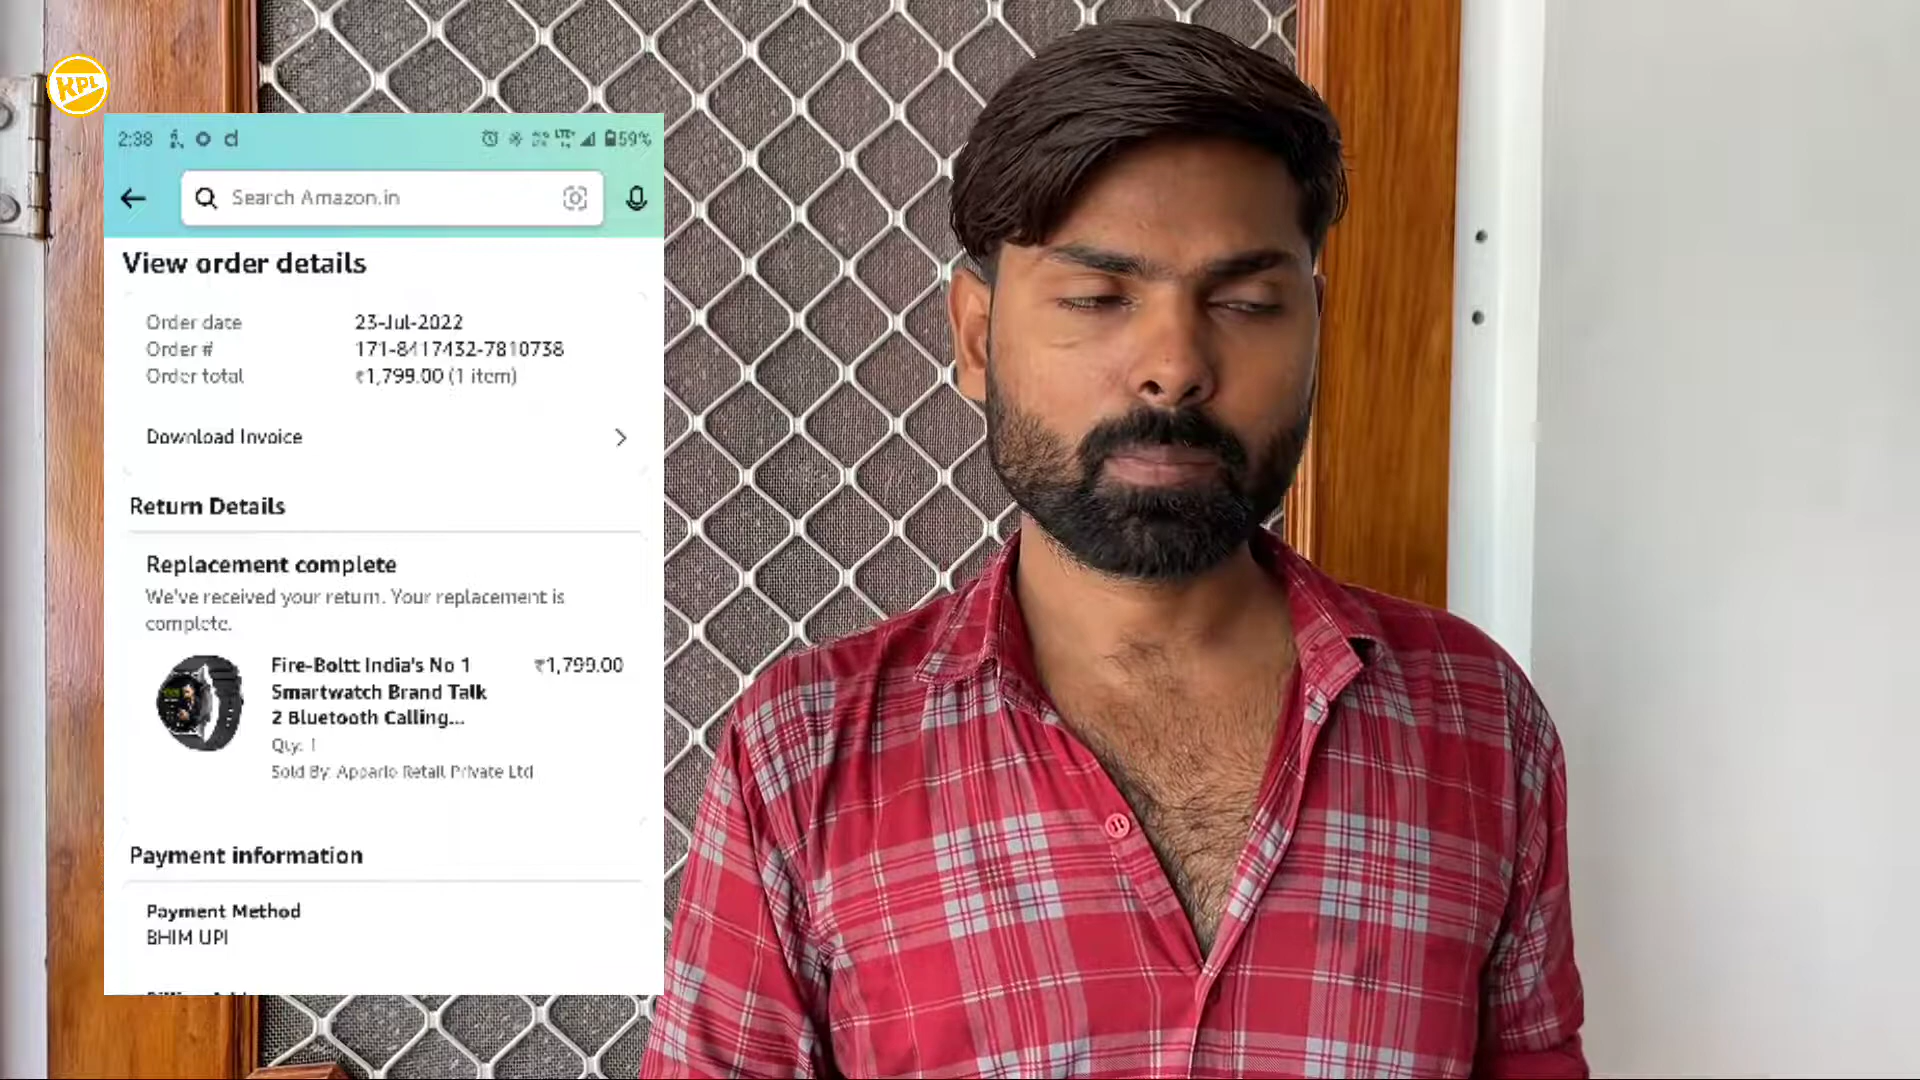 KPL
2:38
LTE+
59%
Search Amazon.in
View order details
Order date 23-Jul-2022
Order # 171-8417432-7810738
Order total ₹1,799.00 (1 item)
Download Invoice
Return Details
Replacement complete
We've received your return. Your replacement is
complete.
Fire-Boltt India's No 1 ₹1,799.00
Smartwatch Brand Talk
2 Bluetooth Calling...
Qty: 1
Sold By: Appario Retail Private Ltd
Payment information
Payment Method
BHIM UPI